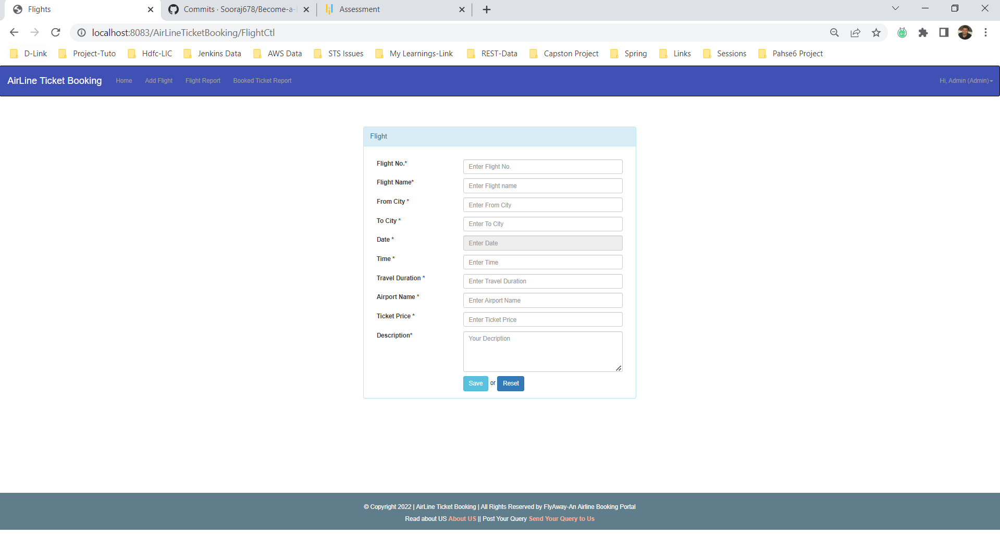 Flights
Commits · Sooraj678/Become-a-
Assessment
localhost:8083/AirLineTicketBooking/FlightCtl
D-Link Project-Tuto Hdfc-LIC Jenkins Data AWS Data STS Issues My Learnings-Link REST-Data Capston Project Spring Links Sessions Pahse6 Project
AirLine Ticket Booking Home Add Flight Flight Report Booked Ticket Report Hi, Admin (Admin)
Flight
Flight No.* Enter Flight No.
Flight Name* Enter Flight name
From City * Enter From City
To City * Enter To City
Date * Enter Date
Time * Enter Time
Travel Duration * Enter Travel Duration
Airport Name * Enter Airport Name
Ticket Price * Enter Ticket Price
Description* Your Decription
Save or Reset
© Copyright 2022 | AirLine Ticket Booking | All Rights Reserved by FlyAway-An Airline Booking Portal
Read about US About US || Post Your Query Send Your Query to Us